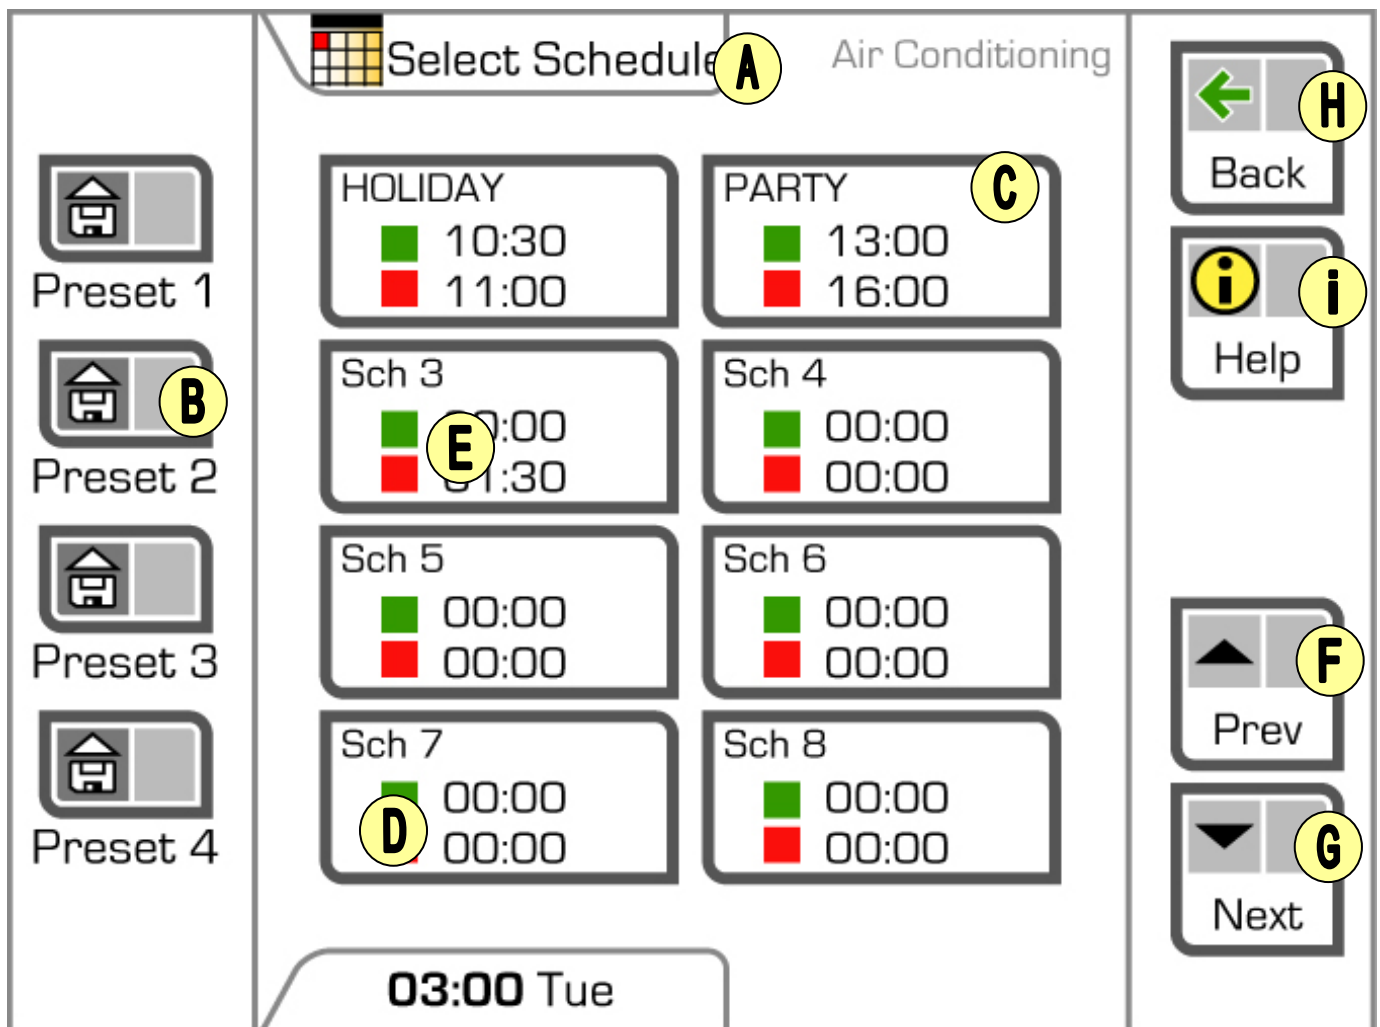 Select Schedule
A
Air Conditioning
H
Back
i
Help
Preset 1
B
Preset 2
Preset 3
Preset 4
HOLIDAY
10:30
11:00
PARTY
C
13:00
16:00
Sch 3
E
:30
Sch 4
00:00
00:00
Sch 5
00:00
00:00
Sch 6
00:00
00:00
Sch 7
D
00:00
00:00
Sch 8
00:00
00:00
F
Prev
G
Next
03:00 Tue